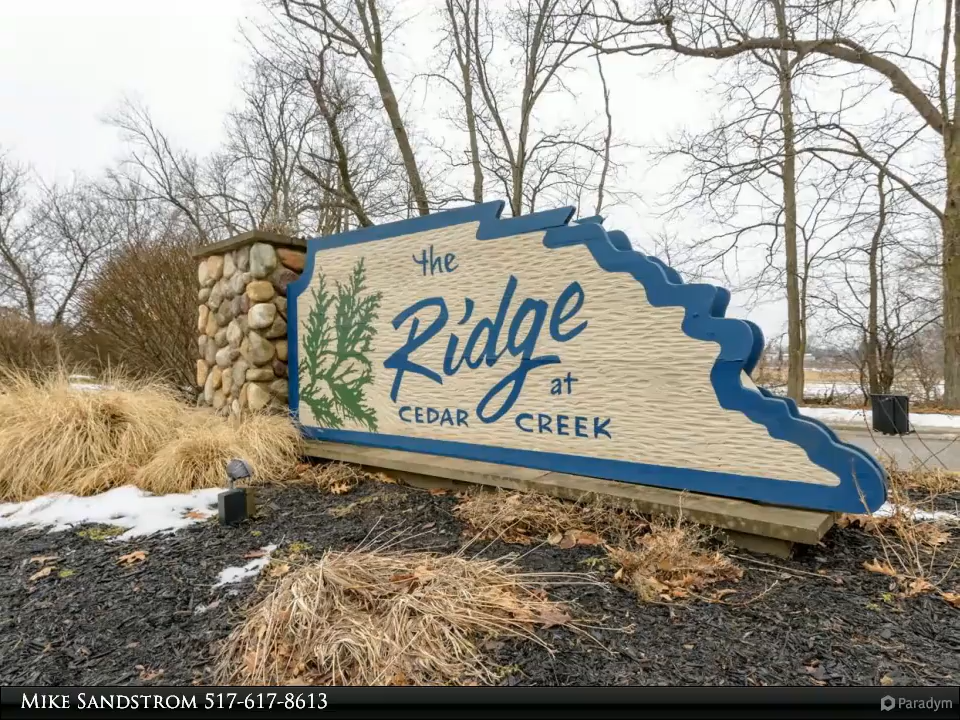 the
Ridge
at
CEDAR CREEK
MIKE SANDSTROM 517-617-8613
Paradym